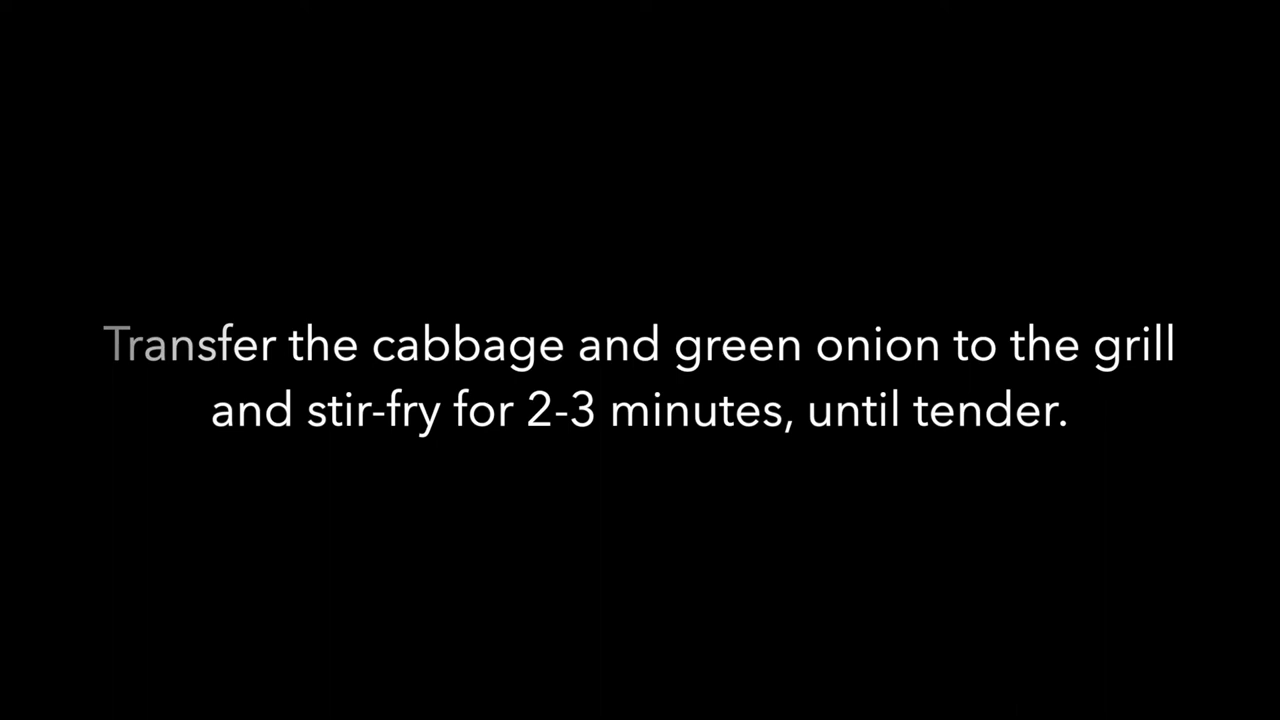 Transfer the cabbage and green onion to the grill
and stir-fry for 2-3 minutes, until tender.